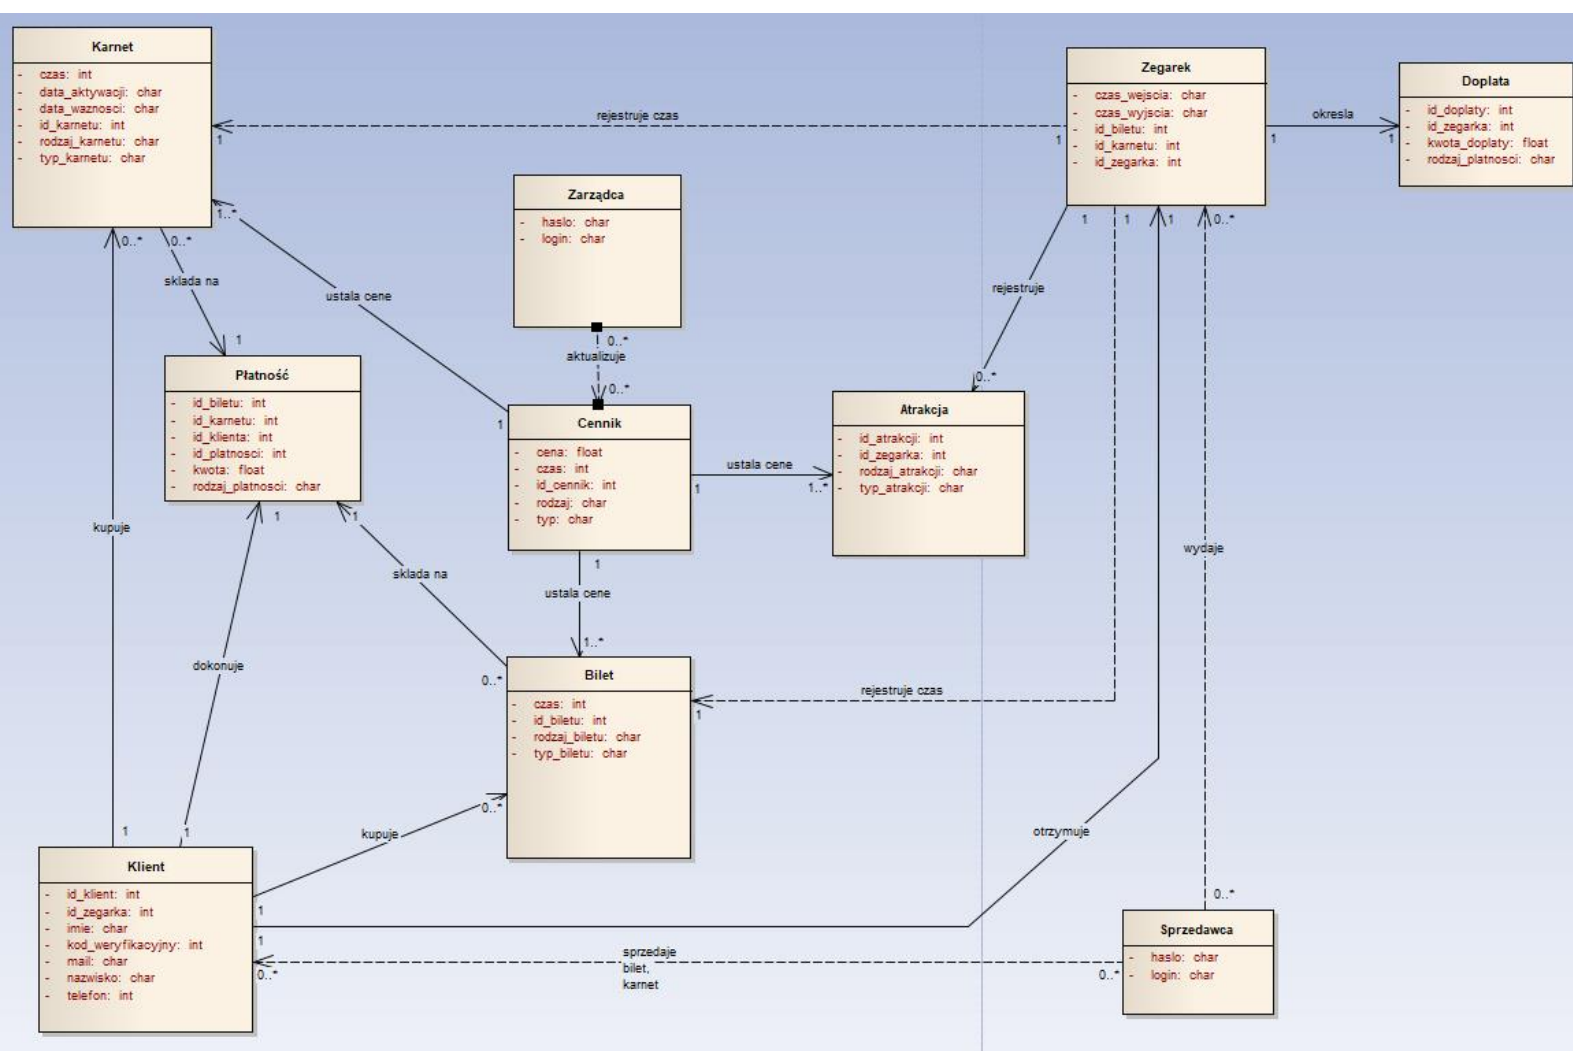 Karnet
- czas: int
- data_aktywacji: char
- data_waznosci: char
- id_karnetu: int
- rodzaj_karnetu: char
- typ_karnetu: char
Zegarek
- czas_wejscia: char
- czas_wyjscia: char
- id_biletu: int
- id_karnetu: int
- id_zegarka: int
Doplata
- id_doplaty: int
- id_zegarka: int
- kwota_doplaty: float
- rodzaj_platnosci: char
rejestruje czas
1
1
okresla
1
1
Zarządca
- haslo: char
- login: char
1..*
0..*
0..*
1
1
1
0..*
sklada na
ustala cene
rejestruje
1
0..*
aktualizuje
0..*
Płatność
- id_biletu: int
- id_karnetu: int
- id_klienta: int
- id_platnosci: int
- kwota: float
- rodzaj_platnosci: char
1
Cennik
- cena: float
- czas: int
- id_cennik: int
- rodzaj: char
- typ: char
0..*
Atrakcja
- id_atrakcji: int
- id_zegarka: int
- rodzaj_atrakcji: char
- typ_atrakcji: char
ustala cene
1
1..*
kupuje
1
1
wydaje
1
sklada na
ustala cene
1..*
dokonuje
0..*
Bilet
- czas: int
- id_biletu: int
- rodzaj_biletu: char
- typ_biletu: char
rejestruje czas
1
0..*
kupuje
1
1
otrzymuje
Klient
- id_klient: int
- id_zegarka: int
- imie: char
- kod_weryfikacyjny: int
- mail: char
- nazwisko: char
- telefon: int
1
1
0..*
0..*
Sprzedawca
- haslo: char
- login: char
sprzedaje
bilet,
karnet
0..*